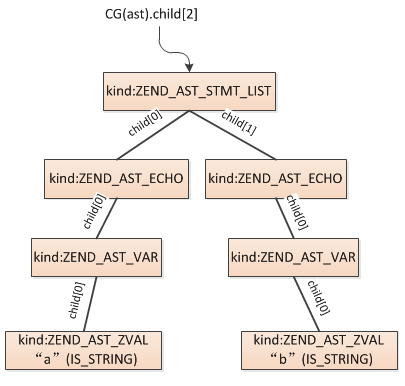 CG(ast).child[2]
kind:ZEND_AST_STMT_LIST
child[0]
child[1]
kind:ZEND_AST_ECHO
kind:ZEND_AST_ECHO
child[0]
child[0]
kind:ZEND_AST_VAR
kind:ZEND_AST_VAR
child[0]
child[0]
kind:ZEND_AST_ZVAL
“a”(IS_STRING)
kind:ZEND_AST_ZVAL
“b”(IS_STRING)